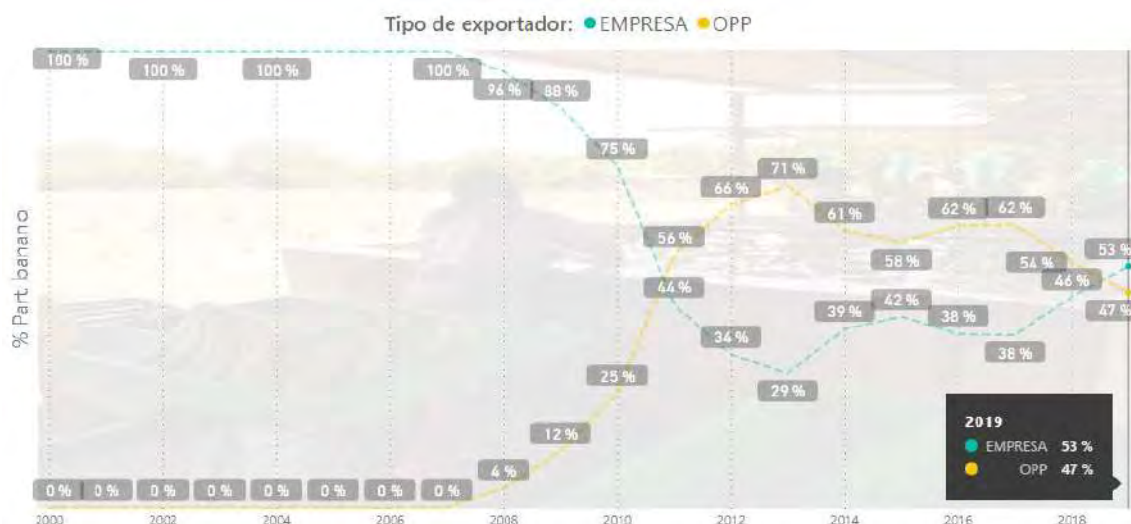 Tipo de exportador: EMPRESA OPP
% Part. banano
100 % 100 % 100 % 100 % 96 % 88 % 75 % 44 % 34 % 29 % 39 % 42 % 38 % 38 % 46 % 53 %
0 % 0 % 0 % 0 % 0 % 0 % 0 % 0 % 4 % 12 % 25 % 56 % 66 % 71 % 61 % 58 % 62 % 62 % 54 % 47 %
2019
EMPRESA 53 %
OPP 47 %
2000 2002 2004 2006 2008 2010 2012 2014 2016 2018